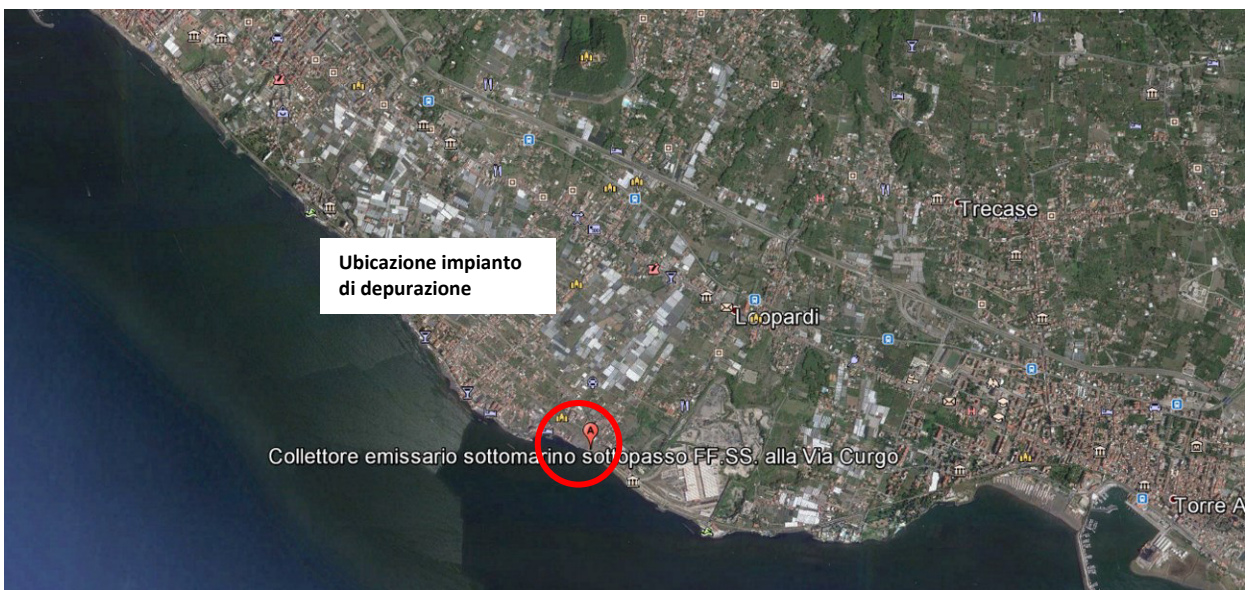 Trecase
Ubicazione impianto
di depurazione
Leopardi
A
Collettore emissario sottomarino sottopasso FF.SS. alla Via Curgo
Torre A